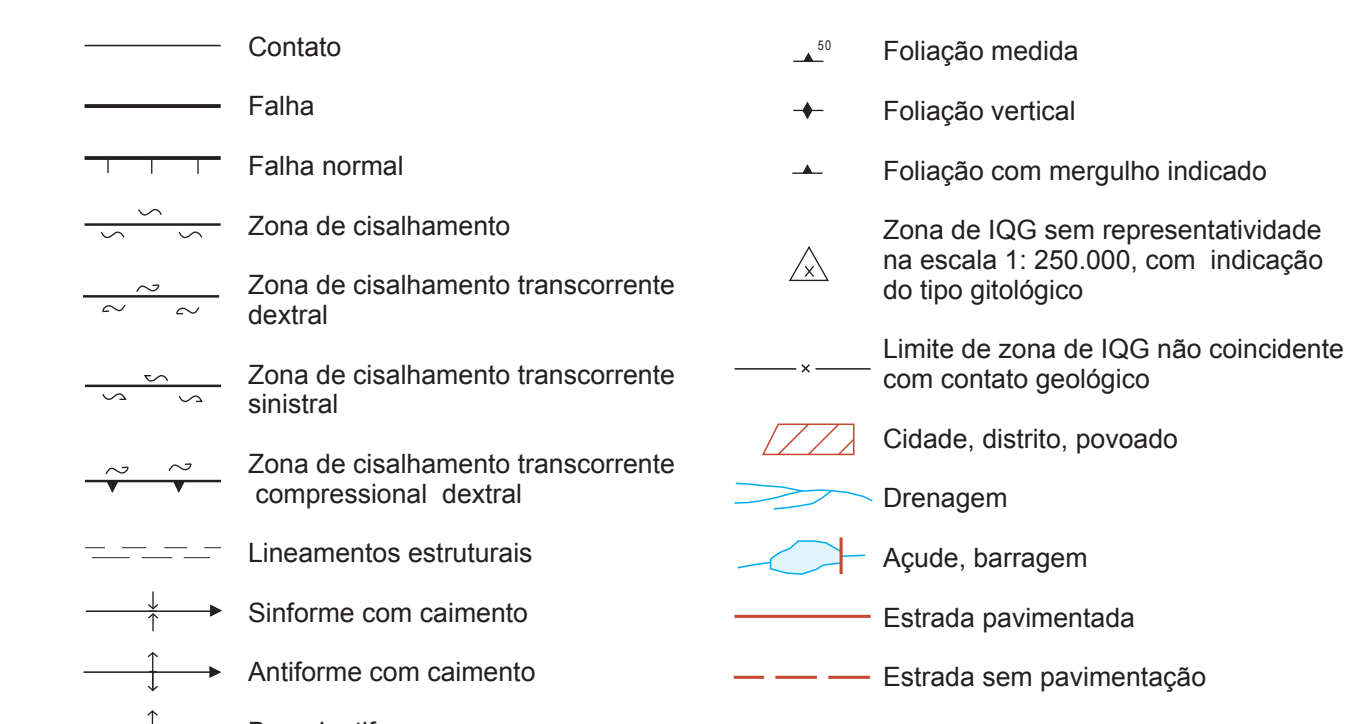 Contato
Falha
Falha normal
Zona de cisalhamento
Zona de cisalhamento transcorrente
dextral
Zona de cisalhamento transcorrente
sinistral
Zona de cisalhamento transcorrente
compressional dextral
Lineamentos estruturais
Sinforme com caimento
Antiforme com caimento
50
Foliação medida
Foliação vertical
Foliação com mergulho indicado
x
Zona de IQG sem representatividade
na escala 1: 250.000, com indicação
do tipo gitológico
x
Limite de zona de IQG não coincidente
com contato geológico
Cidade, distrito, povoado
Drenagem
Açude, barragem
Estrada pavimentada
Estrada sem pavimentação